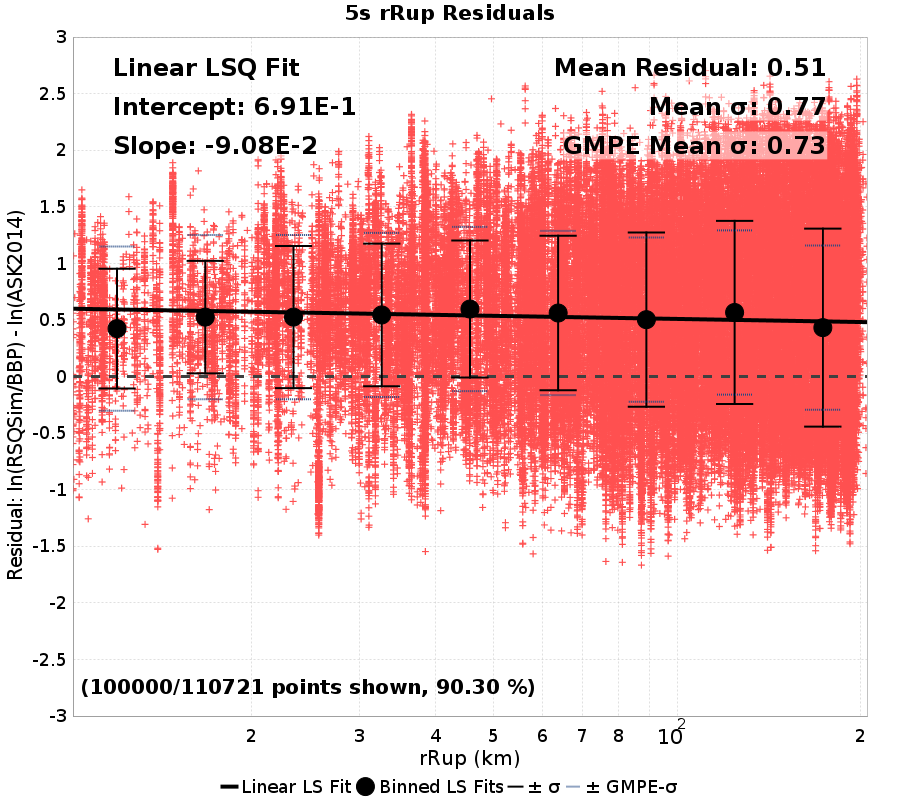 5s rRup Residuals
Linear LSQ Fit
Intercept: 6.91E-1
Slope: -9.08E-2
Mean Residual: 0.51
Mean σ: 0.77
GMPE Mean σ: 0.73
Residual: ln(RSQSim/BBP) - ln(ASK2014)
3
2.5
2
1.5
1
0.5
0
-0.5
-1
-1.5
-2
-2.5
-3
(100000/110721 points shown, 90.30 %)
2 3 4 5 6 7 8 10² 2
rRup (km)
Linear LS Fit Binned LS Fits ± σ ± GMPE-σ